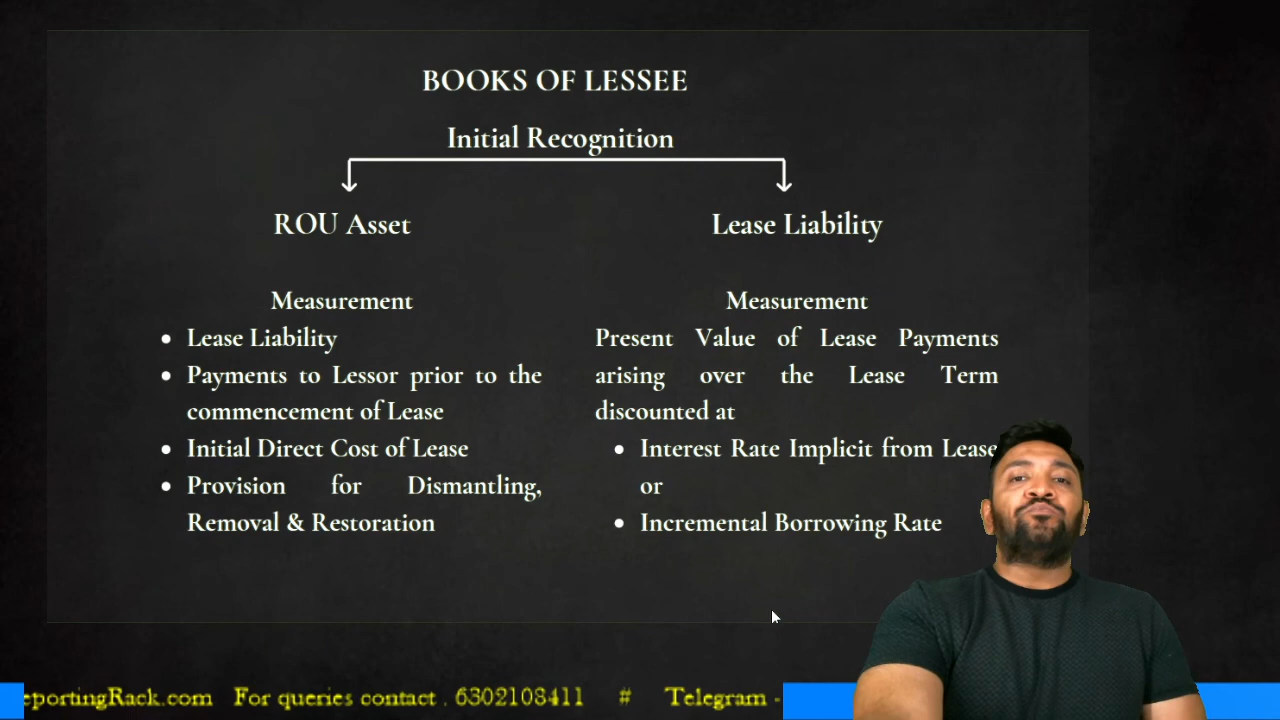 BOOKS OF LESSEE
Initial Recognition
ROU Asset
Measurement
• Lease Liability
• Payments to Lessor prior to the
commencement of Lease
• Initial Direct Cost of Lease
• Provision for Dismantling,
Removal & Restoration
Lease Liability
Measurement
Present Value of Lease Payments
arising over the Lease Term
discounted at
• Interest Rate Implicit from Lease
or
• Incremental Borrowing Rate
eportingRack.com For queries contact . 6302108411 # Telegram -